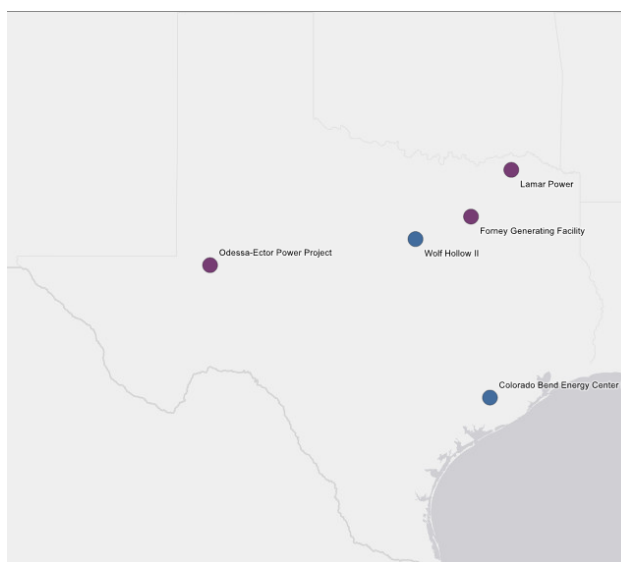 Lamar Power
Forney Generating Facility
Wolf Hollow II
Odessa-Ector Power Project
Colorado Bend Energy Center